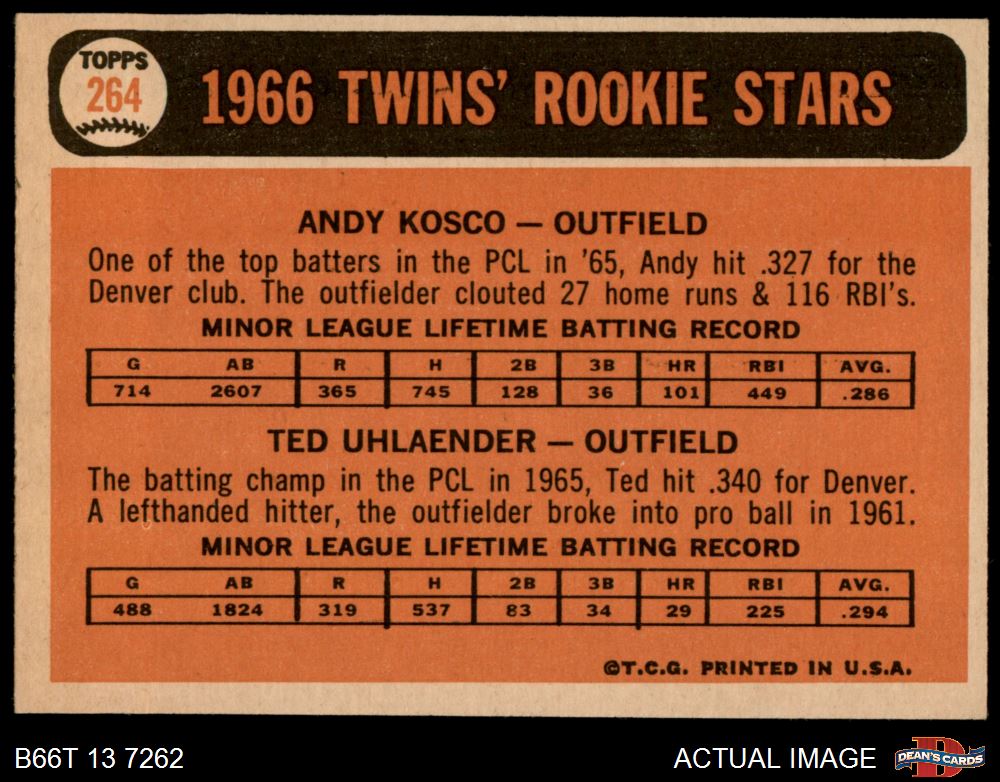 TOPPS
264
1966 TWINS' ROOKIE STARS
ANDY KOSCO — OUTFIELD
One of the top batters in the PCL in '65, Andy hit .327 for the
Denver club. The outfielder clouted 27 home runs & 116 RBI's.
MINOR LEAGUE LIFETIME BATTING RECORD
G AB R H 2B 3B HR RBI AVG.
714 2607 365 745 128 36 101 449 .286
TED UHLAENDER — OUTFIELD
The batting champ in the PCL in 1965, Ted hit .340 for Denver.
A lefthanded hitter, the outfielder broke into pro ball in 1961.
MINOR LEAGUE LIFETIME BATTING RECORD
G AB R H 2B 3B HR RBI AVG.
488 1824 319 537 83 34 29 225 .294
©T.C.G. PRINTED IN U.S.A.
B66T 13 7262 ACTUAL IMAGE D DEAN'S CARDS